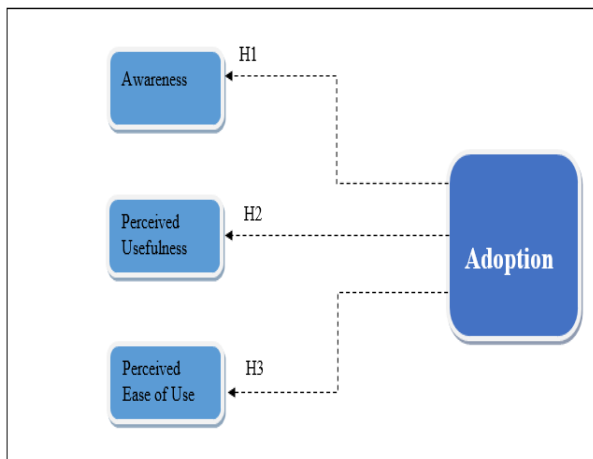 H1
Awareness
H2
Perceived
Usefulness
Adoption
H3
Perceived
Ease of Use